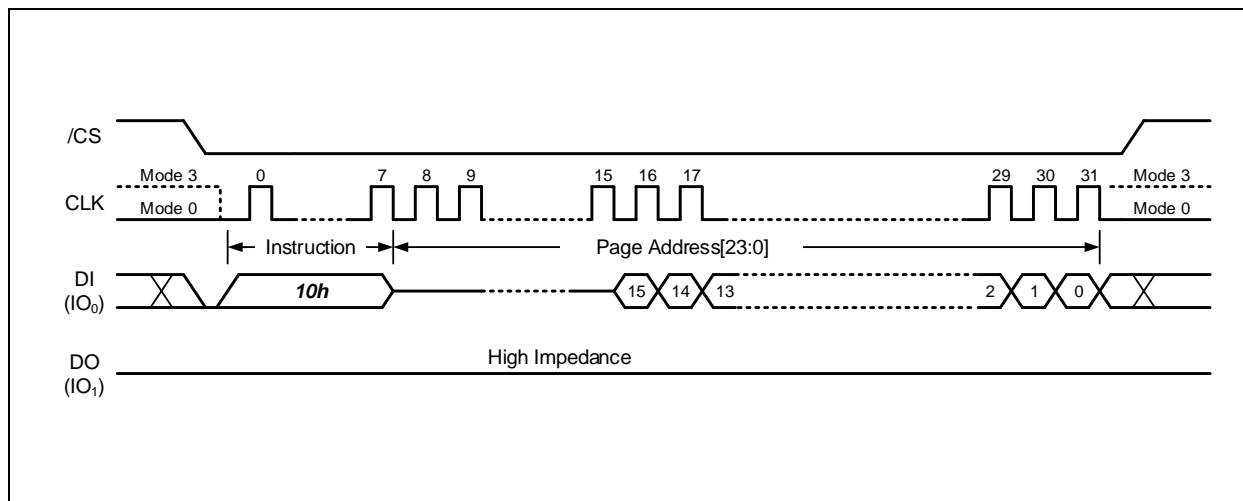 /CS
Mode 3 0 7 8 9 15 16 17 29 30 31 Mode 3
CLK
Mode 0 Mode 0
Instruction Page Address[23:0]
DI
(IO₀)
10h 15 14 13 2 1 0
High Impedance
DO
(IO₁)